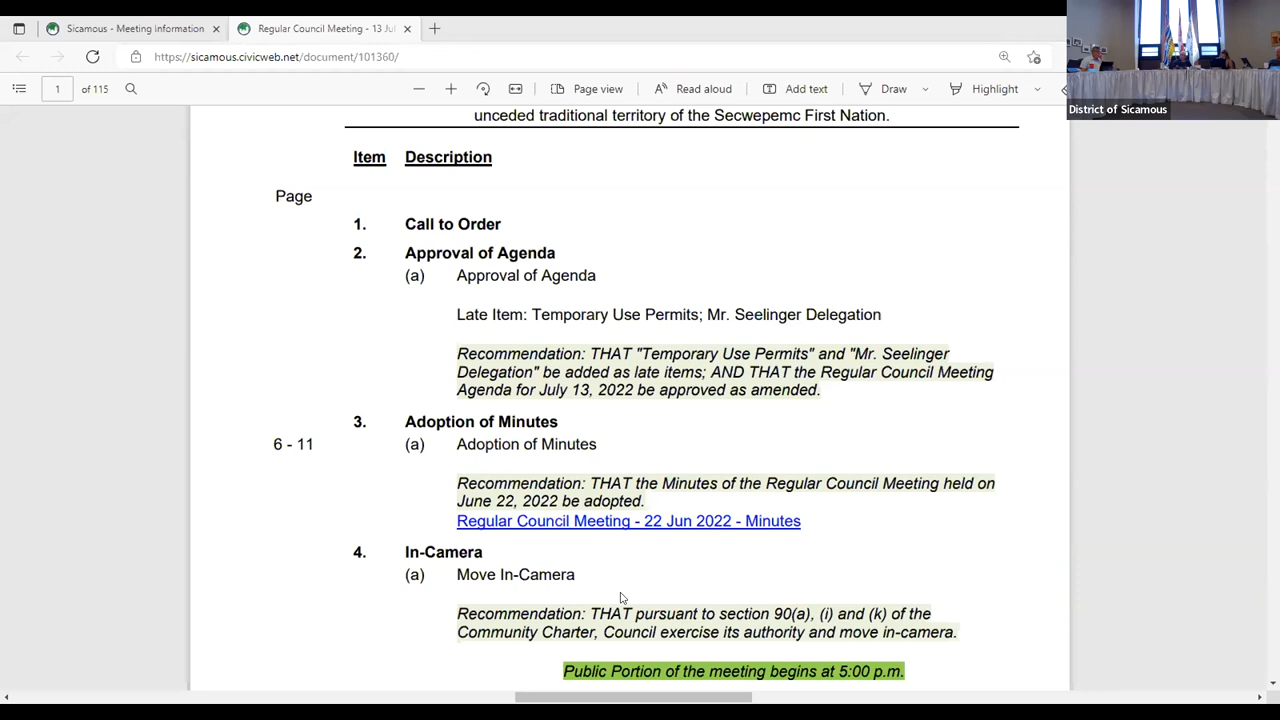 Sicamous - Meeting Information
Regular Council Meeting - 13 Jul
https://sicamous.civicweb.net/document/101360/
1 of 115
Page view
Read aloud
Add text
Draw
Highlight
District of Sicamous
unceded traditional territory of the Secwepemc First Nation.
Item Description
Page
1. Call to Order
2. Approval of Agenda
(a) Approval of Agenda
Late Item: Temporary Use Permits; Mr. Seelinger Delegation
Recommendation: THAT "Temporary Use Permits" and "Mr. Seelinger
Delegation" be added as late items; AND THAT the Regular Council Meeting
Agenda for July 13, 2022 be approved as amended.
3. Adoption of Minutes
6 - 11 (a) Adoption of Minutes
Recommendation: THAT the Minutes of the Regular Council Meeting held on
June 22, 2022 be adopted.
Regular Council Meeting - 22 Jun 2022 - Minutes
4. In-Camera
(a) Move In-Camera
Recommendation: THAT pursuant to section 90(a), (i) and (k) of the
Community Charter, Council exercise its authority and move in-camera.
Public Portion of the meeting begins at 5:00 p.m.